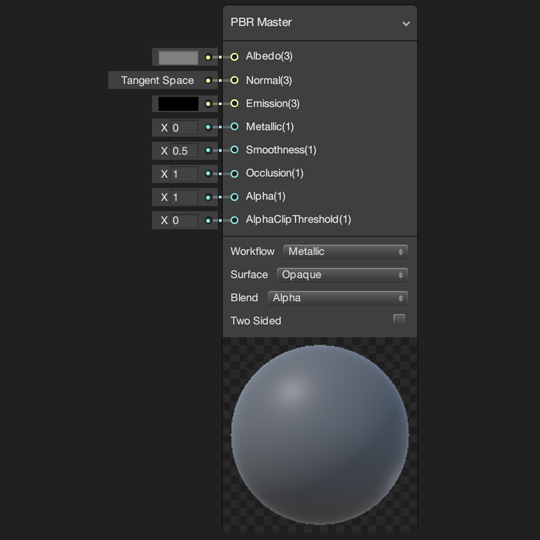 PBR Master
Albedo(3)
Tangent Space Normal(3)
Emission(3)
X 0 Metallic(1)
X 0.5 Smoothness(1)
X 1 Occlusion(1)
X 1 Alpha(1)
X 0 AlphaClipThreshold(1)
Workflow Metallic
Surface Opaque
Blend Alpha
Two Sided